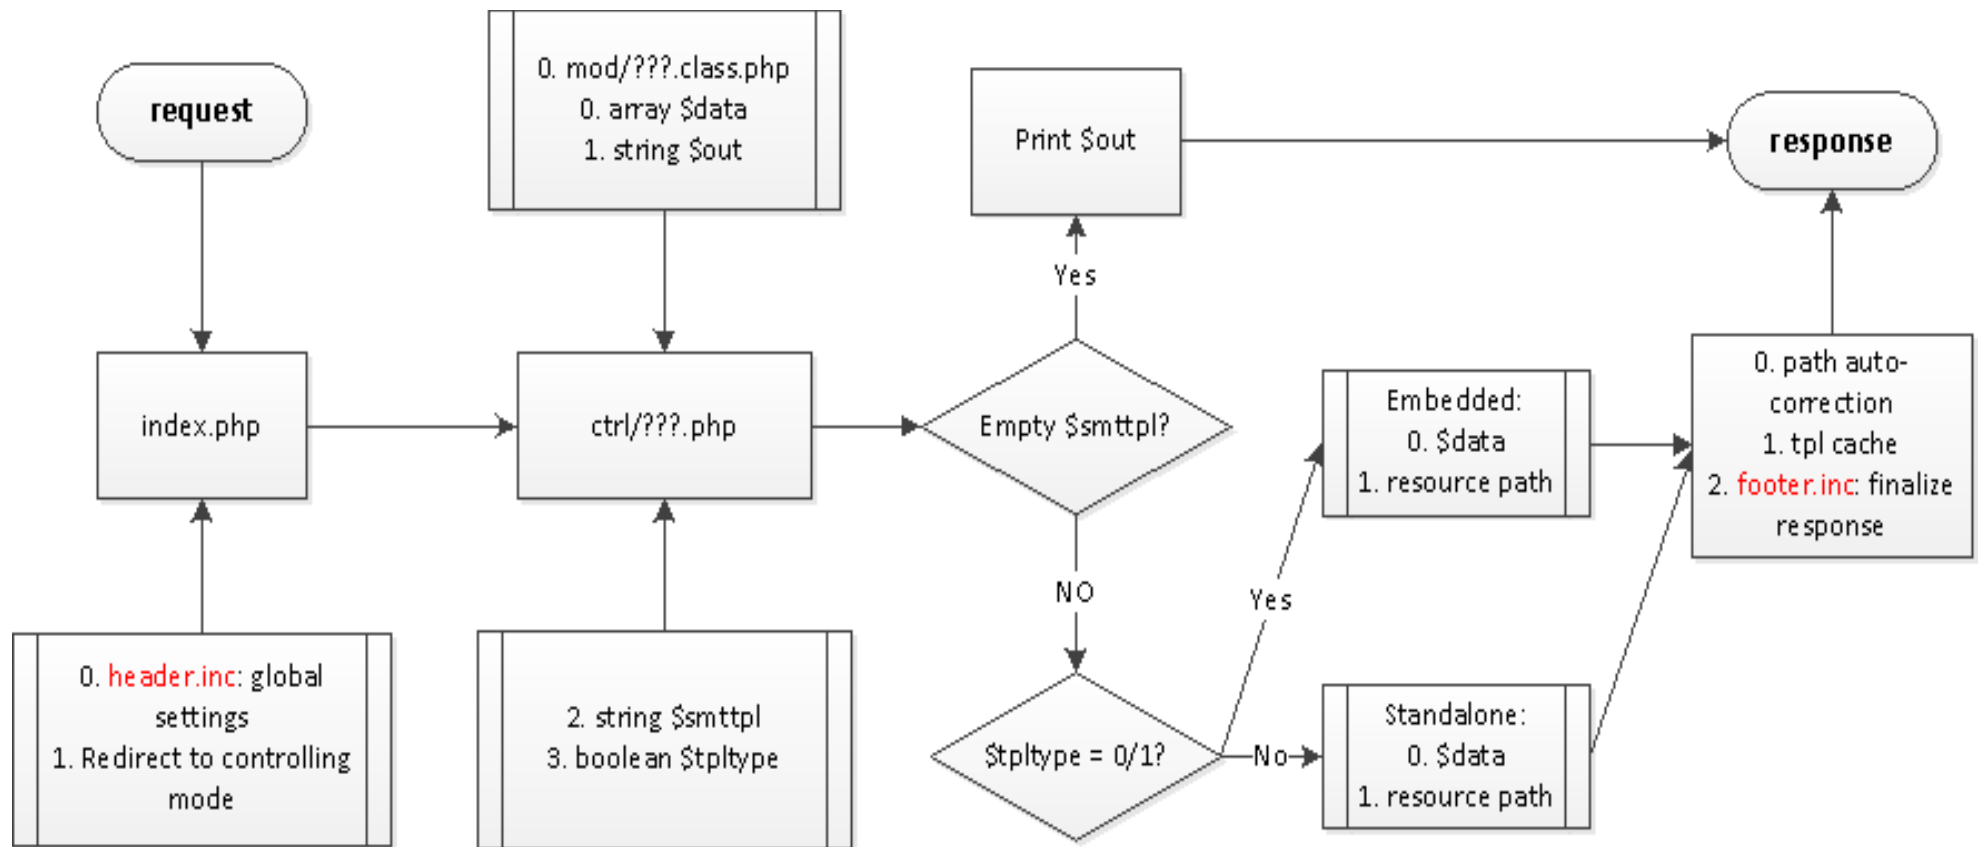 request
0. mod/???.class.php
0. array $data
1. string $out
Print $out
response
Yes
index.php
ctrl/???.php
Empty $smttpl?
Embedded:
0. $data
1. resource path
0. path auto-
correction
1. tpl cache
2. footer.inc: finalize
response
NO
Yes
0. header.inc: global
settings
1. Redirect to controlling
mode
2. string $smttpl
3. boolean $tpltype
$tpltype = 0/1?
No
Standalone:
0. $data
1. resource path